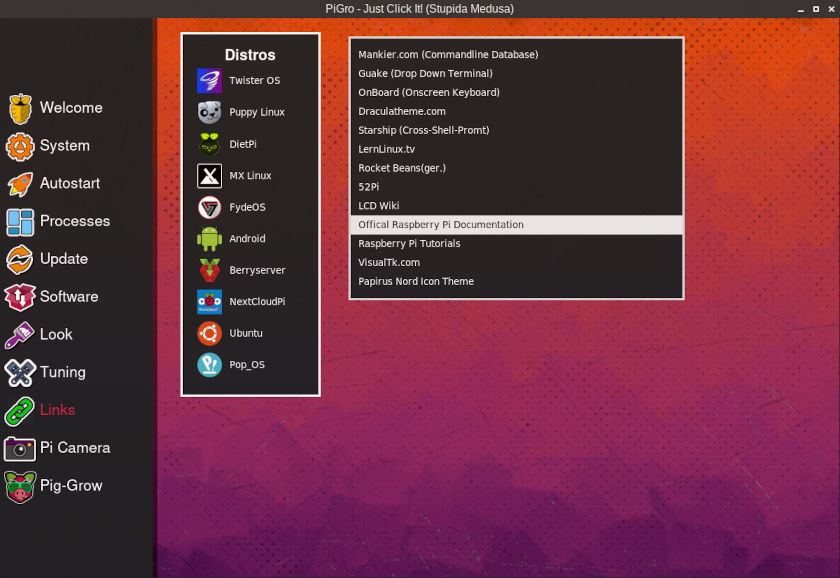 PiGro - Just Click It! (Stupida Medusa)
Welcome
System
Autostart
Processes
Update
Software
Look
Tuning
Links
Pi Camera
Pig-Grow
Distros
Twister OS
Puppy Linux
DietPi
MX Linux
FydeOS
Android
Berryserver
NextCloudPi
Ubuntu
Pop_OS
Mankier.com (Commandline Database)
Guake (Drop Down Terminal)
OnBoard (Onscreen Keyboard)
Draculatheme.com
Starship (Cross-Shell-Promt)
LernLinux.tv
Rocket Beans(ger.)
52Pi
LCD Wiki
Offical Raspberry Pi Documentation
Raspberry Pi Tutorials
VisualTk.com
Papirus Nord Icon Theme